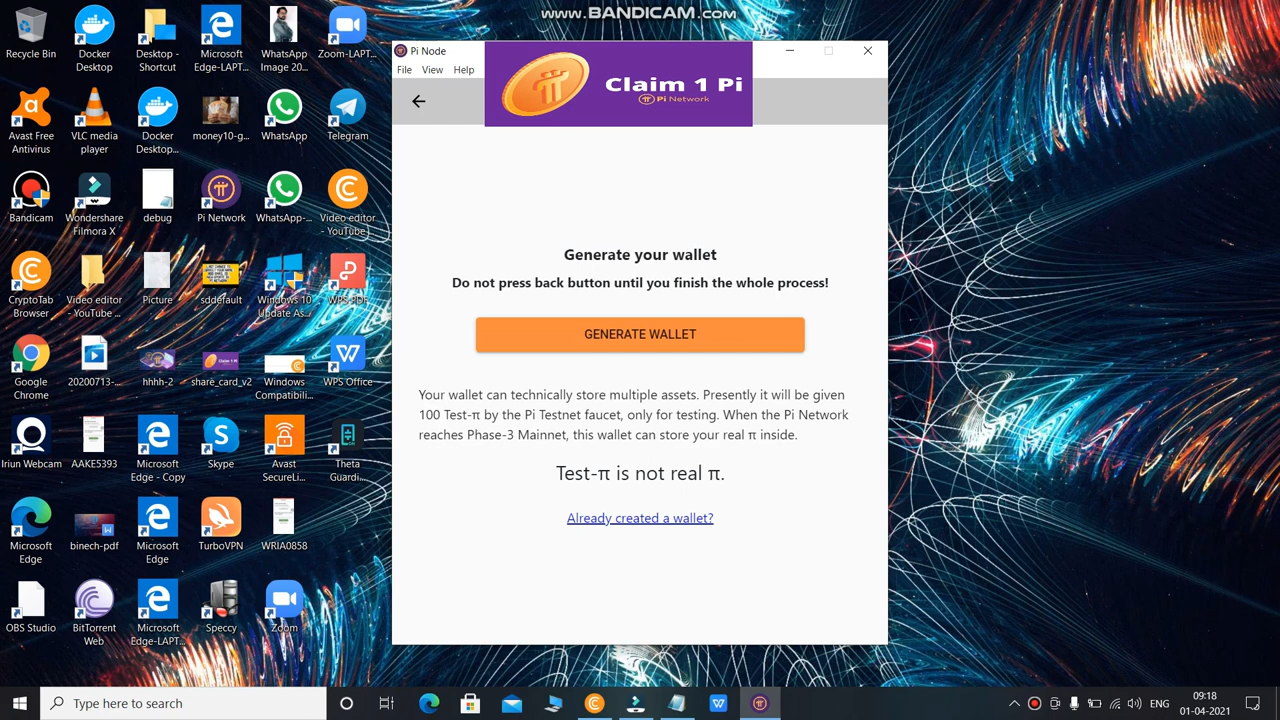 www.BANDICAM.com
Recycle Bin
Docker
Desktop
Desktop -
Shortcut
Microsoft
Edge-LAPT...
WhatsApp
Image 20...
Zoom-LAPT...
Avast Free
Antivirus
VLC media
player
Docker
Desktop...
money10-g...
WhatsApp
Telegram
Bandicam
Wondershare
Filmora X
debug
Pi Network
WhatsApp-...
Video editor
- YouTube
CryptoTab
Browser
Video editor
- YouTube ...
Picture
sddefault
Windows 10
Update As...
WPS PDF
Google
Chrome
20200713-...
hhhh-2
share_card_v2
Windows
Compatibili...
WPS Office
Iriun Webcam
AAKE5393
Microsoft
Edge - Copy
Skype
Avast
SecureLi...
Theta
Guardi...
Microsoft
Edge
binech-pdf
Microsoft
Edge
TurboVPN
WRIA0858
OBS Studio
BitTorrent
Web
Microsoft
Edge-LAPT...
Speccy
Zoom
Pi Node
File View Help
Claim 1 Pi
Pi Network
Generate your wallet
Do not press back button until you finish the whole process!
GENERATE WALLET
Your wallet can technically store multiple assets. Presently it will be given
100 Test-π by the Pi Testnet faucet, only for testing. When the Pi Network
reaches Phase-3 Mainnet, this wallet can store your real π inside.
Test-π is not real π.
Already created a wallet?
Type here to search
ENG
09:18
01-04-2021